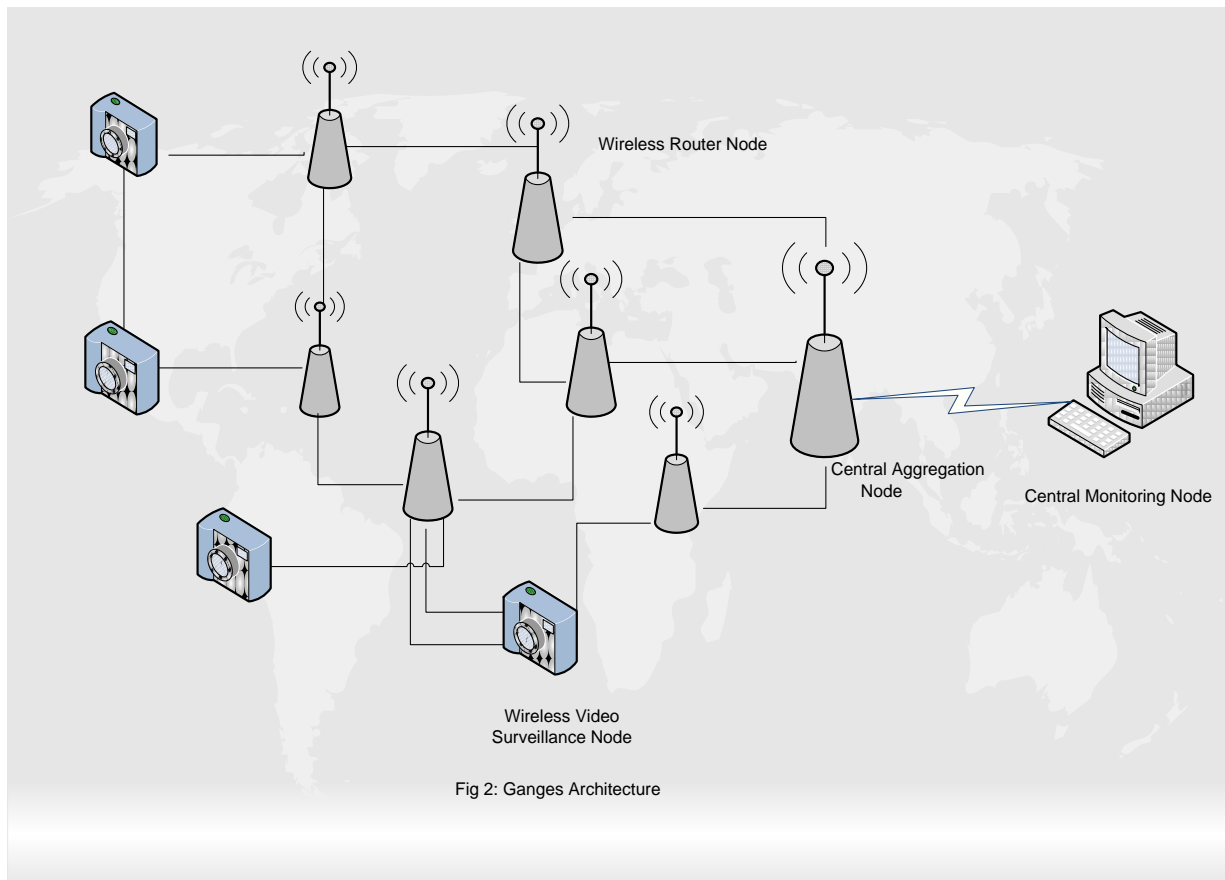 Wireless Router Node
Central Aggregation
Node
Central Monitoring Node
Wireless Video
Surveillance Node
Fig 2: Ganges Architecture